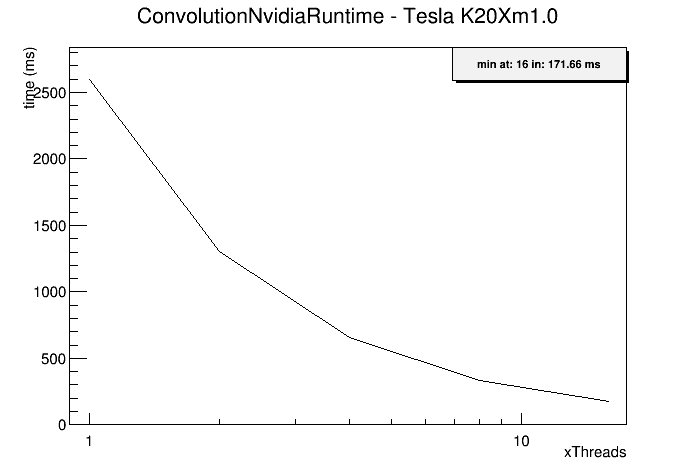 ConvolutionNvidiaRuntime - Tesla K20Xm1.0
min at: 16 in: 171.66 ms
time (ms)
2500
2000
1500
1000
500
0
1
10
xThreads